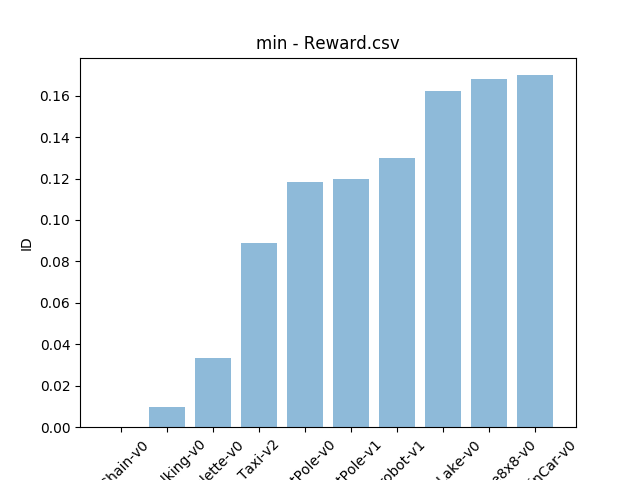 min - Reward.csv
ID
0.16
0.14
0.12
0.10
0.08
0.06
0.04
0.02
0.00
hain-v0
lking-v0
lette-v0
Taxi-v2
tPole-v0
tPole-v1
robot-v1
Lake-v0
e8x8-v0
nCar-v0